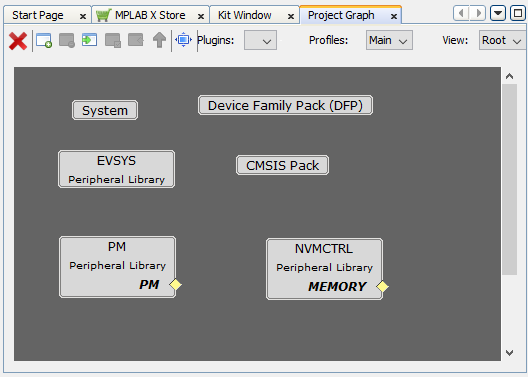 Start Page x MPLAB X Store x Kit Window x Project Graph x
Plugins: Profiles: Main View: Root
System
Device Family Pack (DFP)
EVSYS
Peripheral Library
CMSIS Pack
PM
Peripheral Library
PM
NVMCTRL
Peripheral Library
MEMORY